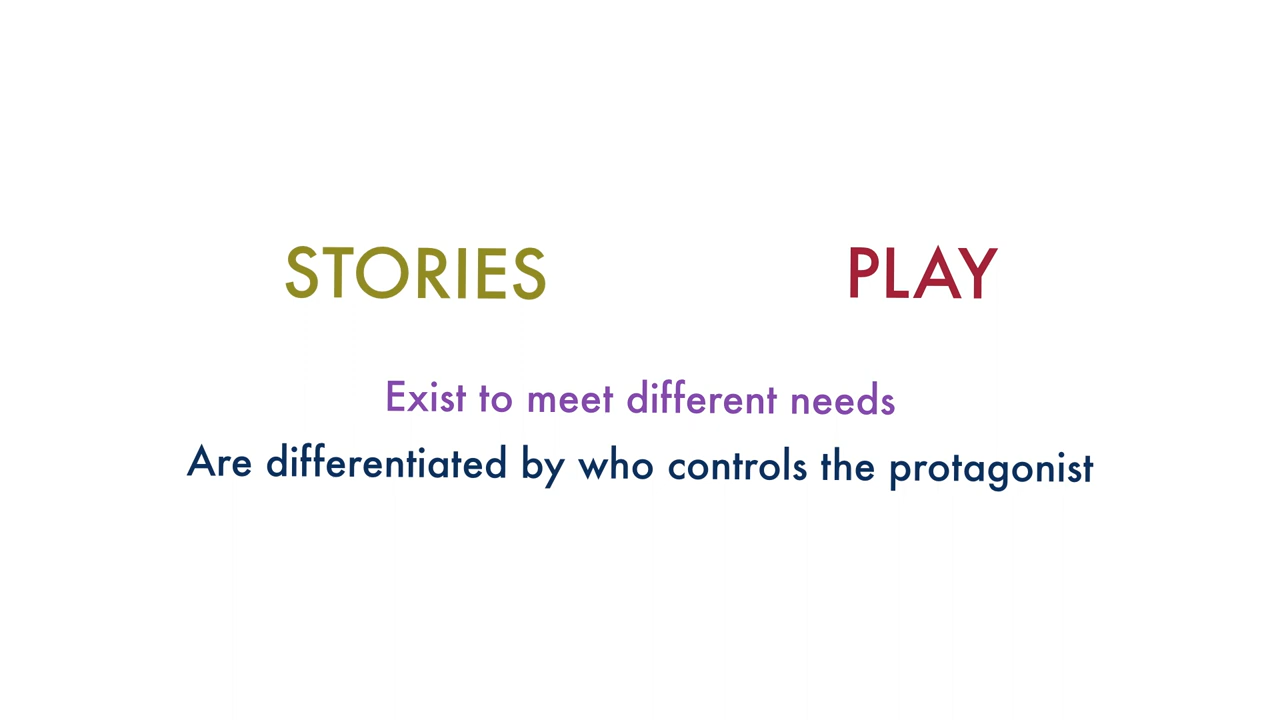 STORIES PLAY
Exist to meet different needs
Are differentiated by who controls the protagonist